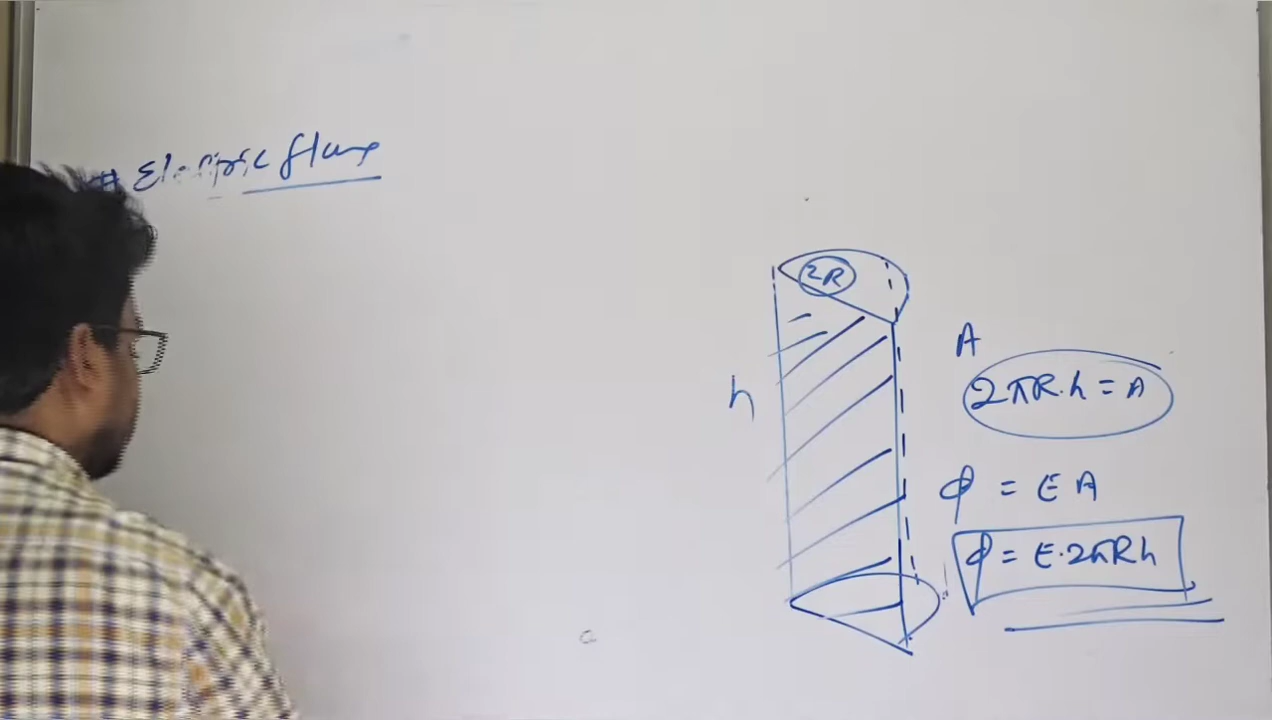 # Electric flux
2R
h
A
2πR.h = A
φ = E A
φ = E.2πRh